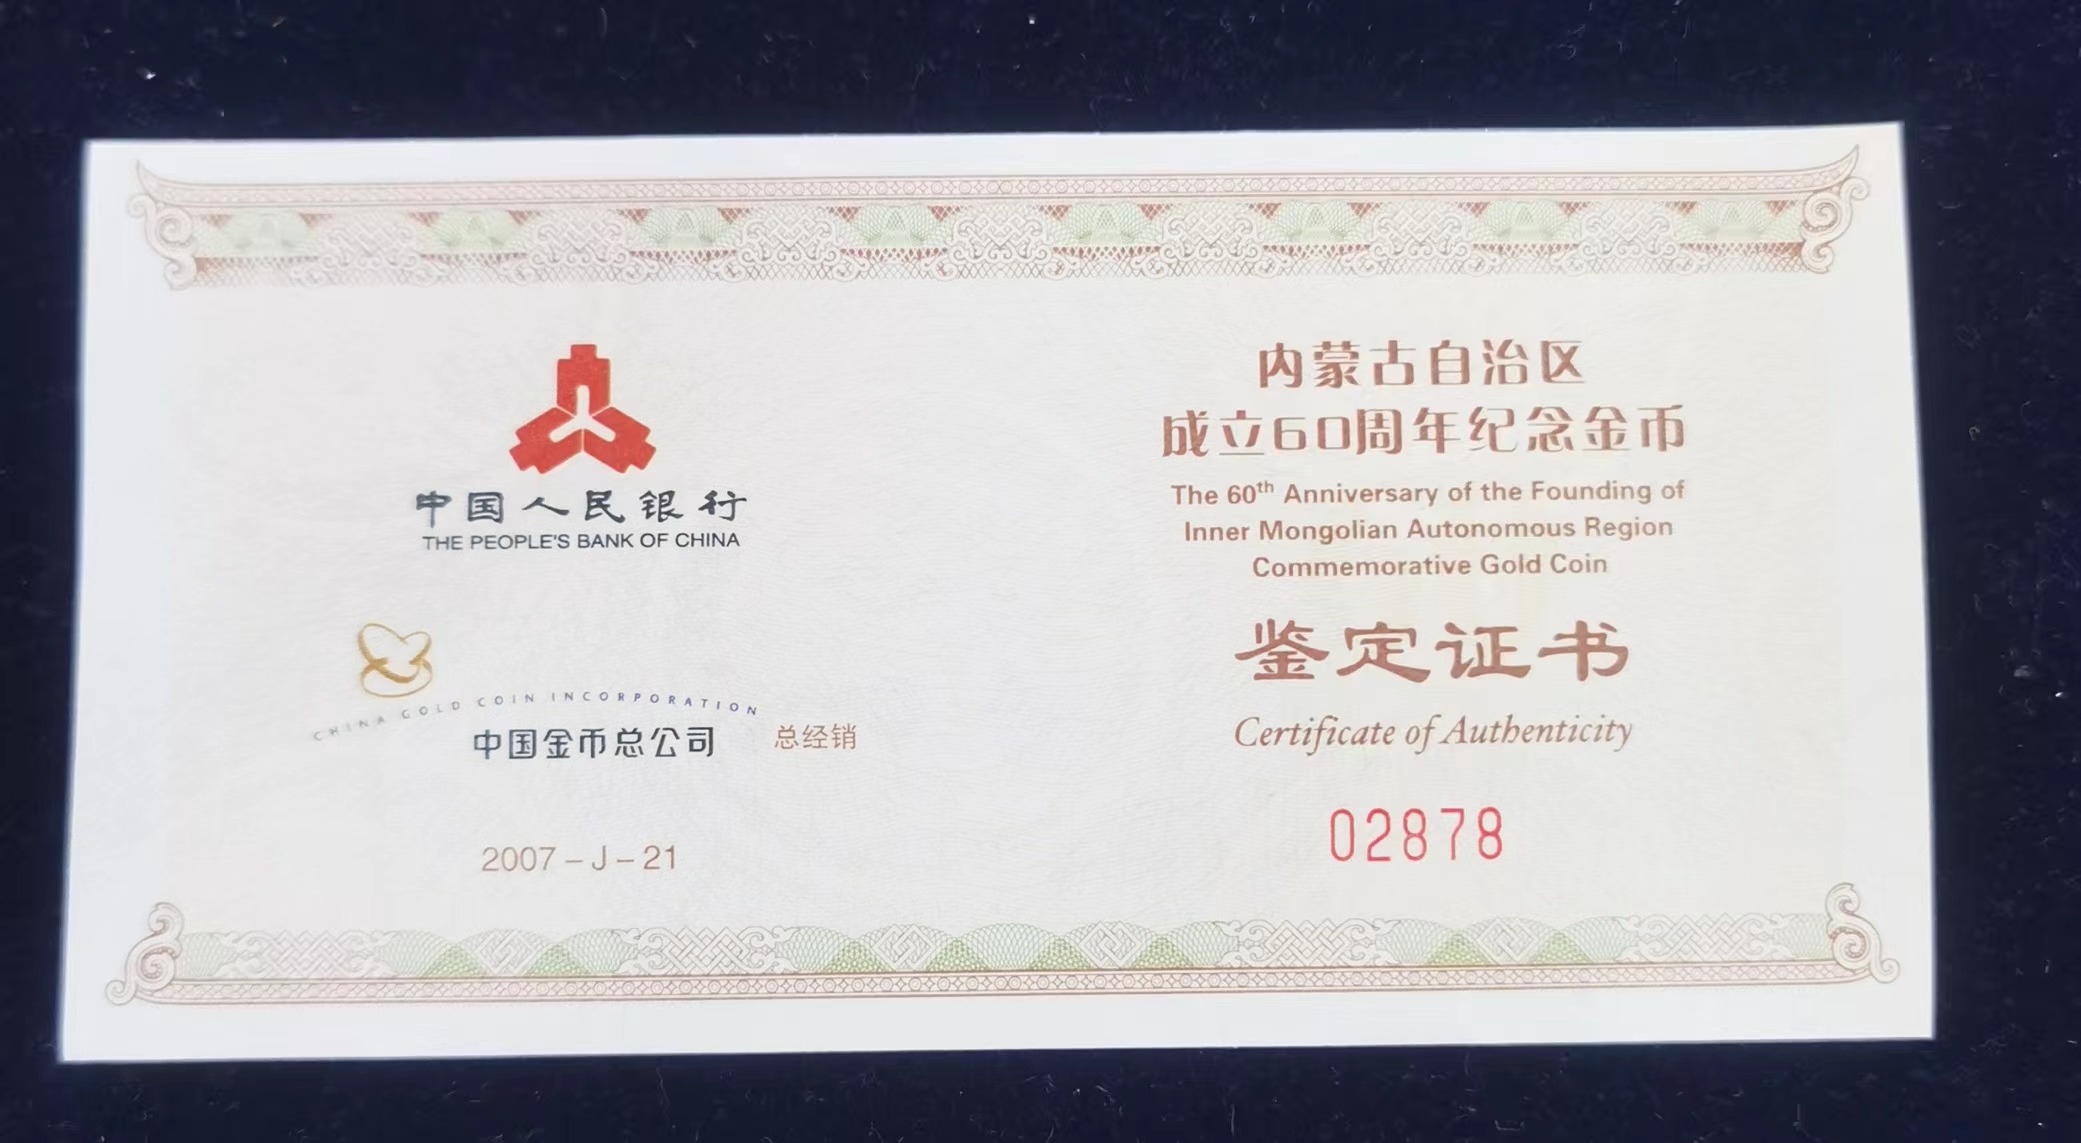 中国人民银行
THE PEOPLE'S BANK OF CHINA
CHINA GOLD COIN INCORPORATION
中国金币总公司 总经销
2007-J-21
内蒙古自治区
成立60周年纪念金币
The 60th Anniversary of the Founding of
Inner Mongolian Autonomous Region
Commemorative Gold Coin
鉴定证书
Certificate of Authenticity
02878